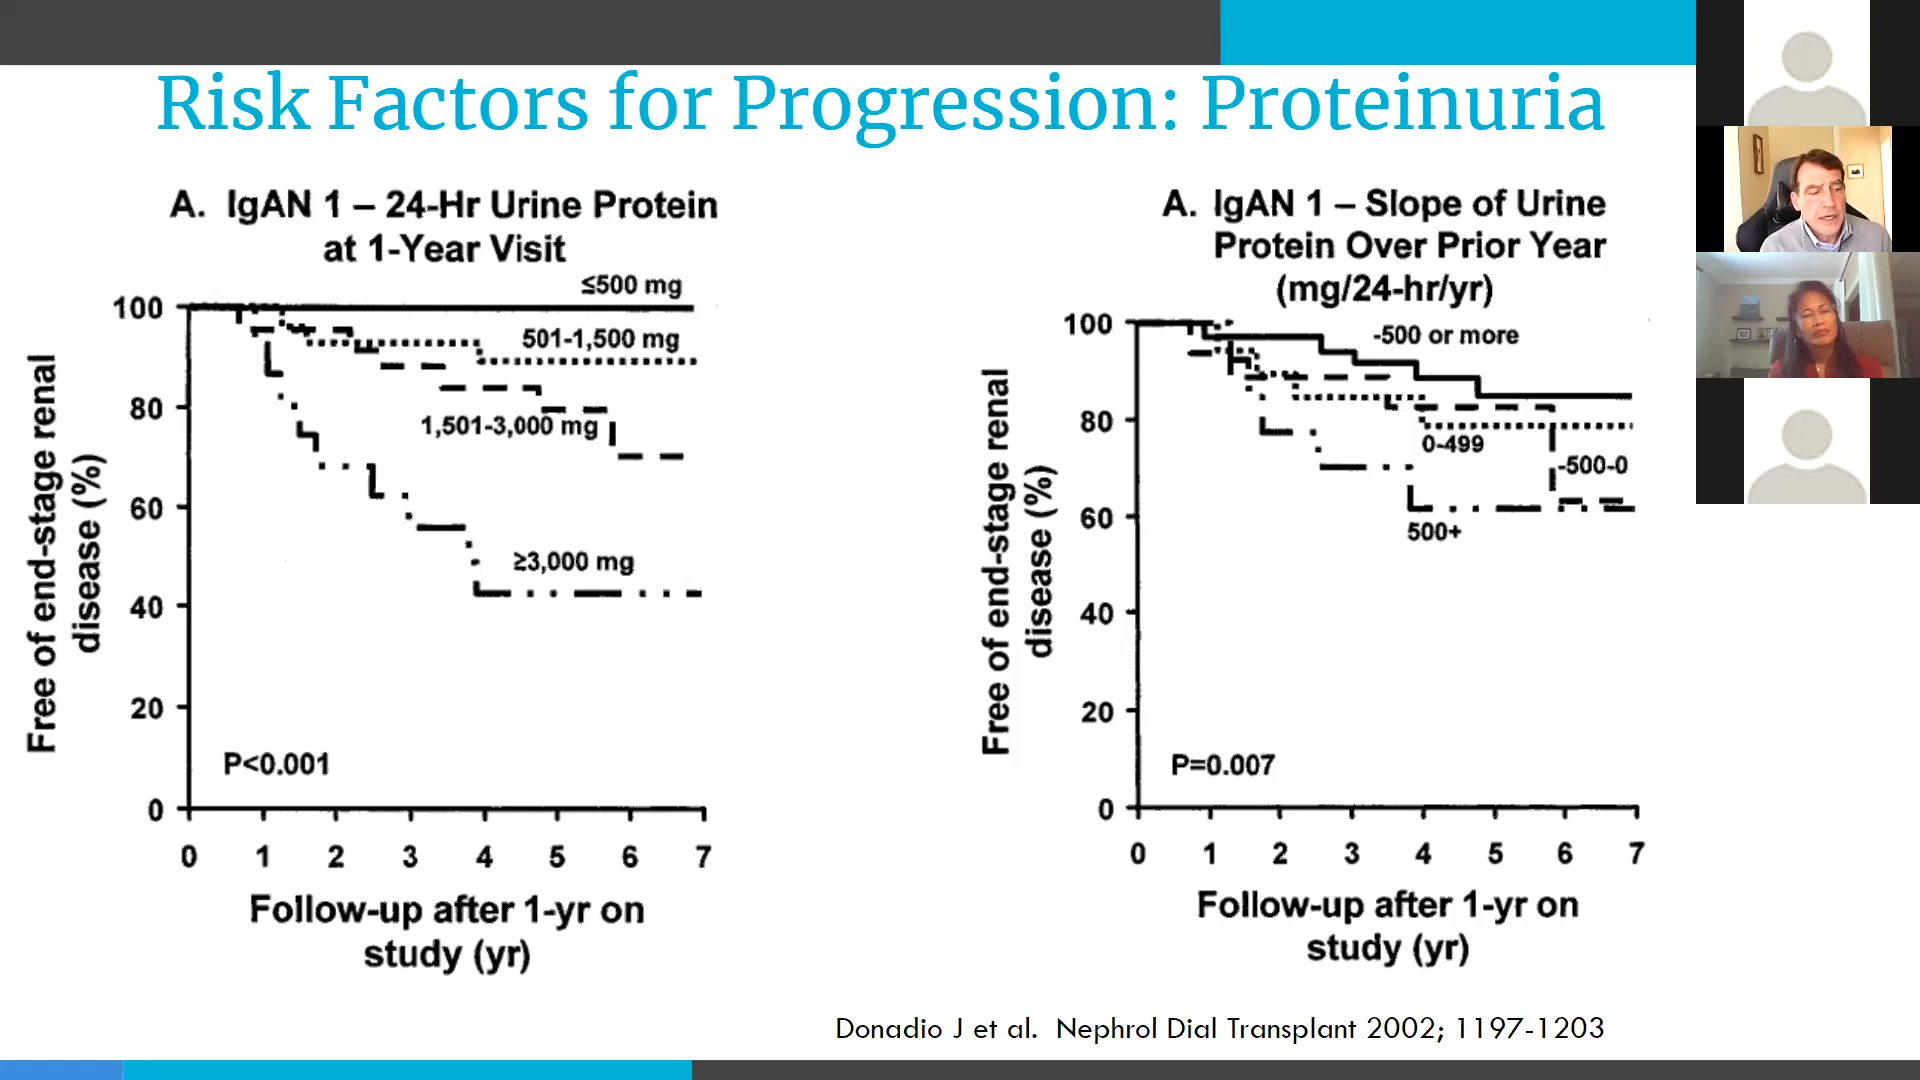 Risk Factors for Progression: Proteinuria
A. IgAN 1 – 24-Hr Urine Protein
at 1-Year Visit
≤500 mg
501-1,500 mg
1,501-3,000 mg
≥3,000 mg
100
80
60
40
20
0
Free of end-stage renal
disease (%)
P<0.001
0 1 2 3 4 5 6 7
Follow-up after 1-yr on
study (yr)
A. IgAN 1 – Slope of Urine
Protein Over Prior Year
(mg/24-hr/yr)
-500 or more
0-499
-500-0
500+
100
80
60
40
20
0
Free of end-stage renal
disease (%)
P=0.007
0 1 2 3 4 5 6 7
Follow-up after 1-yr on
study (yr)
Donadio J et al. Nephrol Dial Transplant 2002; 1197-1203